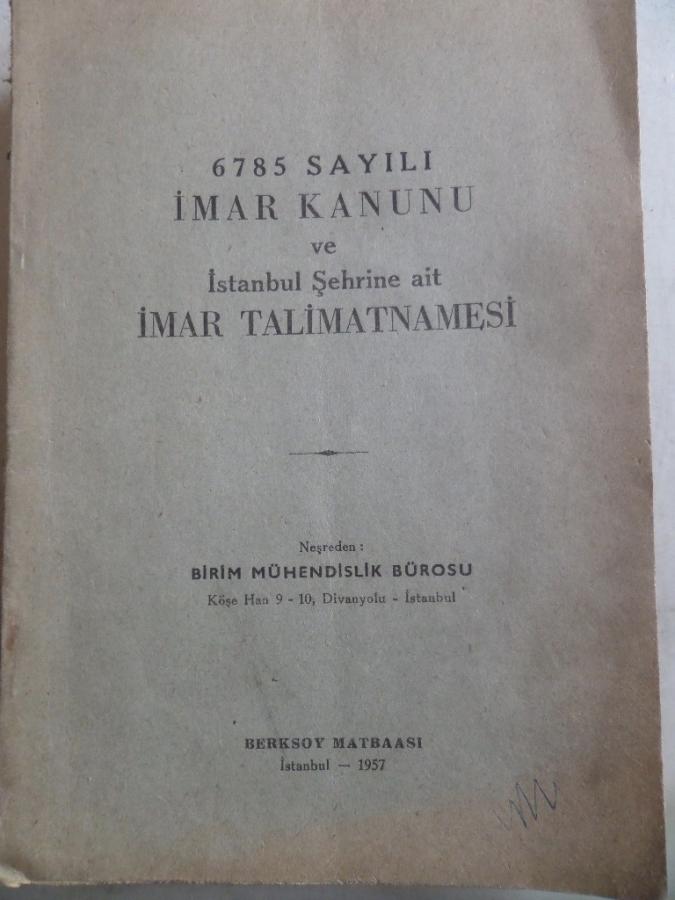 6785 SAYILI
İMAR KANUNU
ve
İstanbul Şehrine ait
İMAR TALİMATNAMESİ
Neşreden :
BİRİM MÜHENDİSLİK BÜROSU
Köşe Han 9 - 10, Divanyolu - İstanbul
BERKSOY MATBAASI
İstanbul — 1957